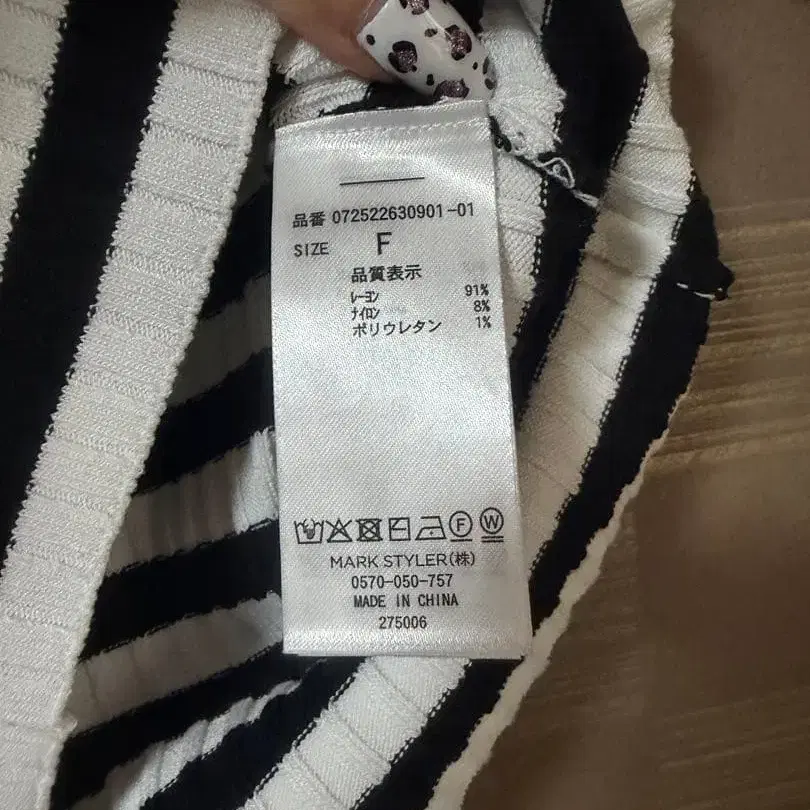 品番 072522630901-01
SIZE F
品質表示
レーヨン 91%
ナイロン 8%
ポリウレタン 1%
F W
MARK STYLER(株)
0570-050-757
MADE IN CHINA
275006